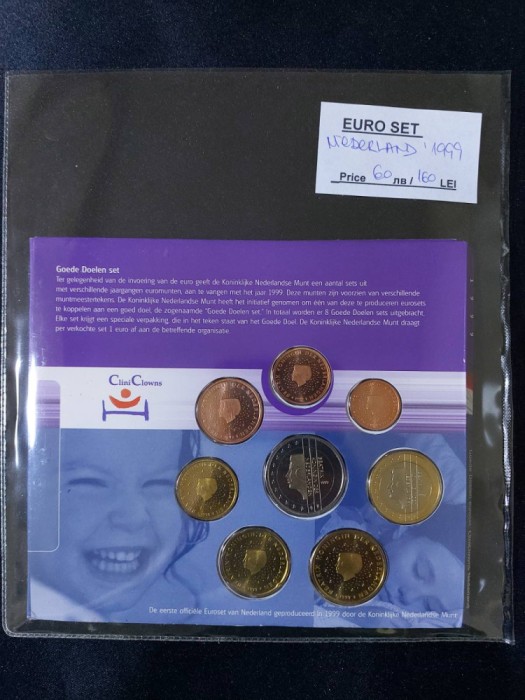 EURO SET
NEDERLAND '1999
Price 60 лв / 160 LEI
Goede Doelen set
Ter gelegenheid van de invoering van de euro geeft de Koninklijke Nederlandse Munt een aantal sets uit
met verschillende jaargangen euromunten, aan te vangen met het jaar 1999. Deze munten zijn voorzien van verschillende
muntmeestertekens. De Koninklijke Nederlandse Munt heeft het initiatief genomen om één van deze te produceren eurosets
te koppelen aan een goed doel, de zogenaamde "Goede Doelen set." In totaal worden er 8 Goede Doelen sets uitgebracht.
Elke set krijgt een speciale verpakking, die in het teken staat van het Goede Doel. De Koninklijke Nederlandse Munt draagt
per verkochte set 1 euro af aan de betreffende organisatie.
CliniClowns
De eerste officiële Euroset van Nederland geproduceerd in 1999 door de Koninklijke Nederlandse Munt